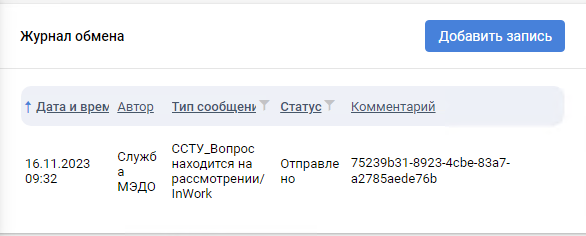 Журнал обмена
Добавить запись
Дата и врем Автор Тип сообщени Статус Комментарий
16.11.2023
09:32
Служб
а
МЭДО
ССТУ_Вопрос
находится на
рассмотрении/
InWork
Отправле
но
75239b31-8923-4cbe-83a7-
a2785aede76b